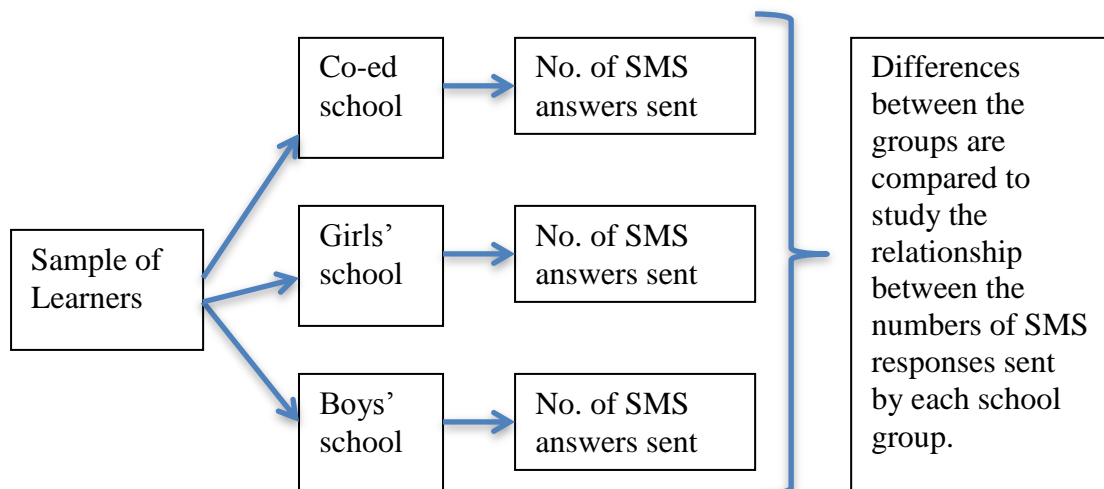 Sample of
Learners
Co-ed
school
No. of SMS
answers sent
Girls’
school
No. of SMS
answers sent
Boys’
school
No. of SMS
answers sent
Differences
between the
groups are
compared to
study the
relationship
between the
numbers of SMS
responses sent
by each school
group.